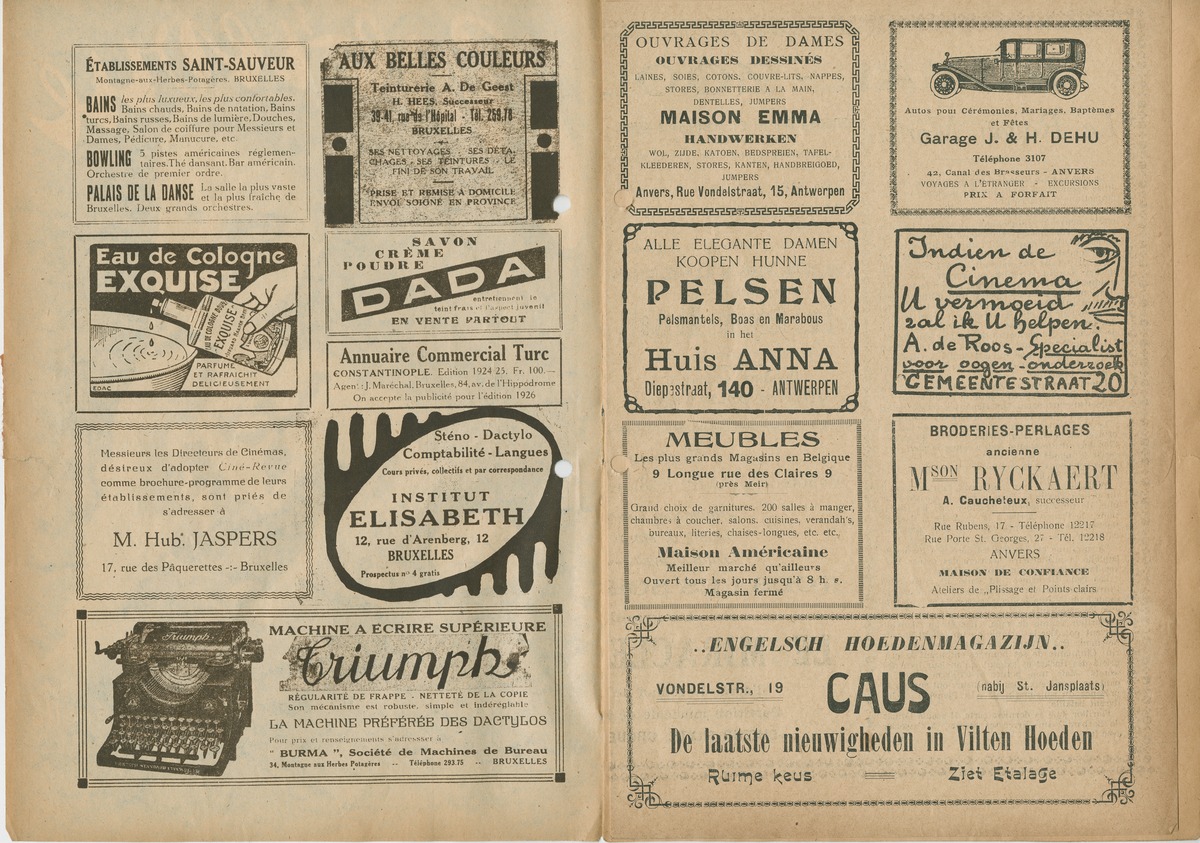 ÉTABLISSEMENTS SAINT-SAUVEUR
Montagne-aux-Herbes-Potagères. BRUXELLES
BAINS les plus luxueux, les plus confortables.
Bains chauds, Bains de natation, Bains
turcs, Bains russes, Bains de lumière, Douches,
Massage, Salon de coiffure pour Messieurs et
Dames, Pédicure, Manucure, etc.
BOWLING 5 pistes américaines réglemen-
taires. Thé dansant. Bar américain.
Orchestre de premier ordre.
PALAIS DE LA DANSE La salle la plus vaste
et la plus fraîche de
Bruxelles. Deux grands orchestres.
AUX BELLES COULEURS
Teinturerie A. De Geest
H. HEES, Successeur
39-41, rue de l'Hôpital - Tél. 259,78
BRUXELLES
SES NETTOYAGES - SES DÉTA-
CHAGES - SES TEINTURES - LE
FINI DE SON TRAVAIL
PRISE ET REMISE A DOMICILE
ENVOI SOIGNÉ EN PROVINCE
Eau de Cologne
EXQUISE
EAU DE COLOGNE
"EXQUISE"
PARFUME
ET RAFRAICHIT
DELICIEUSEMENT
EDAC
SAVON
CRÈME
POUDRE
DADA
entretiennent le
teint frais et l'aspect juvénil
EN VENTE PARTOUT
Annuaire Commercial Turc
CONSTANTINOPLE. Edition 1924 25. Fr. 100.—
Agent: J. Maréchal, Bruxelles, 84, av. de l'Hippodrome
On accepte la publicité pour l'édition 1926
Messieurs les Directeurs de Cinémas,
désireux d'adopter Ciné-Revue
comme brochure-programme de leurs
établissements, sont priés de
s'adresser à
M. Hubt. JASPERS
17, rue des Pâquerettes -:- Bruxelles
Sténo - Dactylo
Comptabilité - Langues
Cours privés, collectifs et par correspondance
INSTITUT
ELISABETH
12, rue d'Arenberg, 12
BRUXELLES
Prospectus n° 4 gratis
Triumph
MACHINE A ECRIRE SUPÉRIEURE
Triumph
RÉGULARITÉ DE FRAPPE - NETTETÉ DE LA COPIE
Son mécanisme est robuste, simple et indéréglable
LA MACHINE PRÉFÉRÉE DES DACTYLOS
Pour prix et renseignements s'adresser à
" BURMA ", Société de Machines de Bureau
34, Montagne aux Herbes Potagères -- Téléphone 293.75 -- BRUXELLES
OUVRAGES DE DAMES
OUVRAGES DESSINÉS
LAINES, SOIES, COTONS, COUVRE-LITS, NAPPES,
STORES, BONNETTERIE A LA MAIN,
DENTELLES, JUMPERS
MAISON EMMA
HANDWERKEN
WOL, ZIJDE, KATOEN, BEDSPREIEN, TAFEL-
KLEEDEREN, STORES, KANTEN, HANDBREIGOED,
JUMPERS
Anvers, Rue Vondelstraat, 15, Antwerpen
Autos pour Cérémonies, Mariages, Baptèmes
et Fêtes
Garage J. & H. DEHU
Téléphone 3107
42, Canal des Brasseurs - ANVERS
VOYAGES A L'ETRANGER - EXCURSIONS
PRIX A FORFAIT
ALLE ELEGANTE DAMEN
KOOPEN HUNNE
PELSEN
Pelsmantels, Boas en Marabous
in het
Huis ANNA
Diepestraat, 140 - ANTWERPEN
Indien de
Cinema
U vermoeid
zal ik U helpen.
A. de Roos - Specialist
voor oogen-onderzoek
GEMEENTESTRAAT 20
MEUBLES
Les plus grands Magasins en Belgique
9 Longue rue des Claires 9
(près Meir)
Grand choix de garnitures. 200 salles à manger,
chambres à coucher, salons, cuisines, verandah's,
bureaux, literies, chaises-longues, etc. etc.
Maison Américaine
Meilleur marché qu'ailleurs
Ouvert tous les jours jusqu'à 8 h. s.
Magasin fermé
BRODERIES-PERLAGES
ancienne
MSON RYCKAERT
A. Caucheteux, successeur
Rue Rubens, 17 - Téléphone 12217
Rue Porte St. Georges, 27 - Tél. 12218
ANVERS
MAISON DE CONFIANCE
Ateliers de „Plissage et Points clairs
..ENGELSCH HOEDENMAGAZIJN..
VONDELSTR., 19 CAUS (nabij St. Jansplaats)
De laatste nieuwigheden in Vilten Hoeden
Ruime keus Ziet Etalage